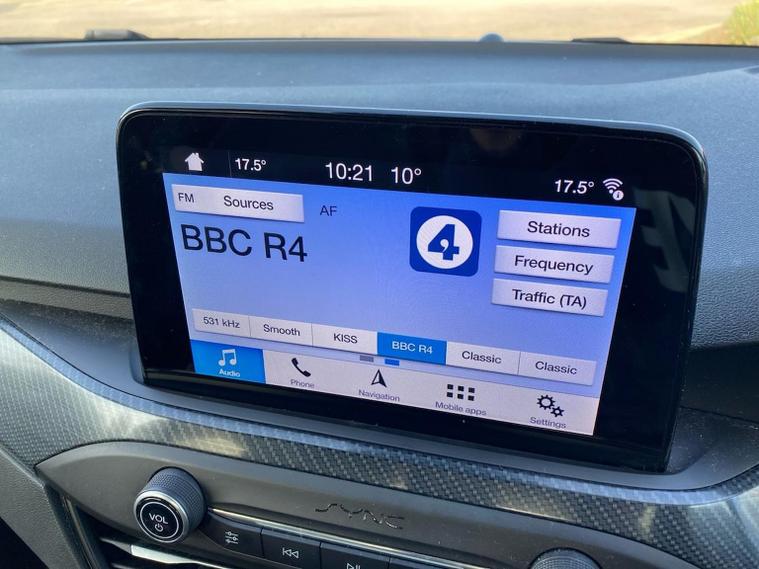 17.5° 10:21 10° 17.5°
FM Sources AF
4
Stations
BBC R4
Frequency
Traffic (TA)
531 kHz Smooth KISS BBC R4 Classic Classic
Audio Phone Navigation Mobile apps Settings
SYNC
VOL